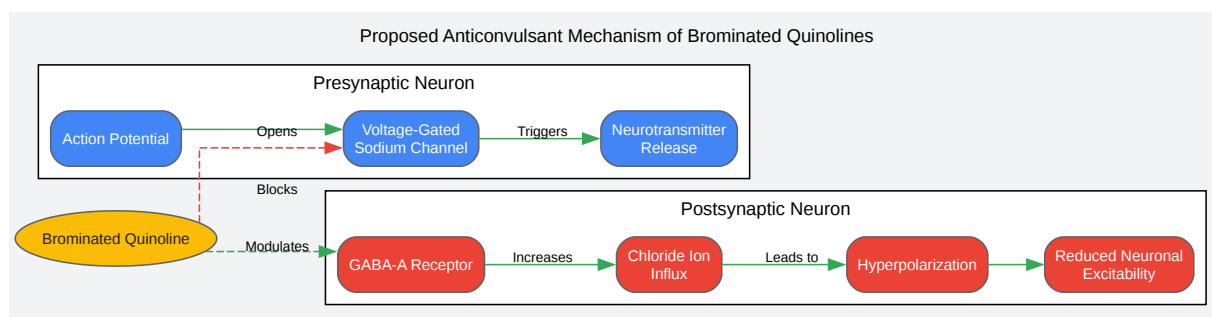 Proposed Anticonvulsant Mechanism of Brominated Quinolines
Presynaptic Neuron
Action Potential
Opens
Voltage-Gated
Sodium Channel
Triggers
Neurotransmitter
Release
Blocks
Brominated Quinoline
Modulates
Postsynaptic Neuron
GABA-A Receptor
Increases
Chloride Ion
Influx
Leads to
Hyperpolarization
Reduced Neuronal
Excitability